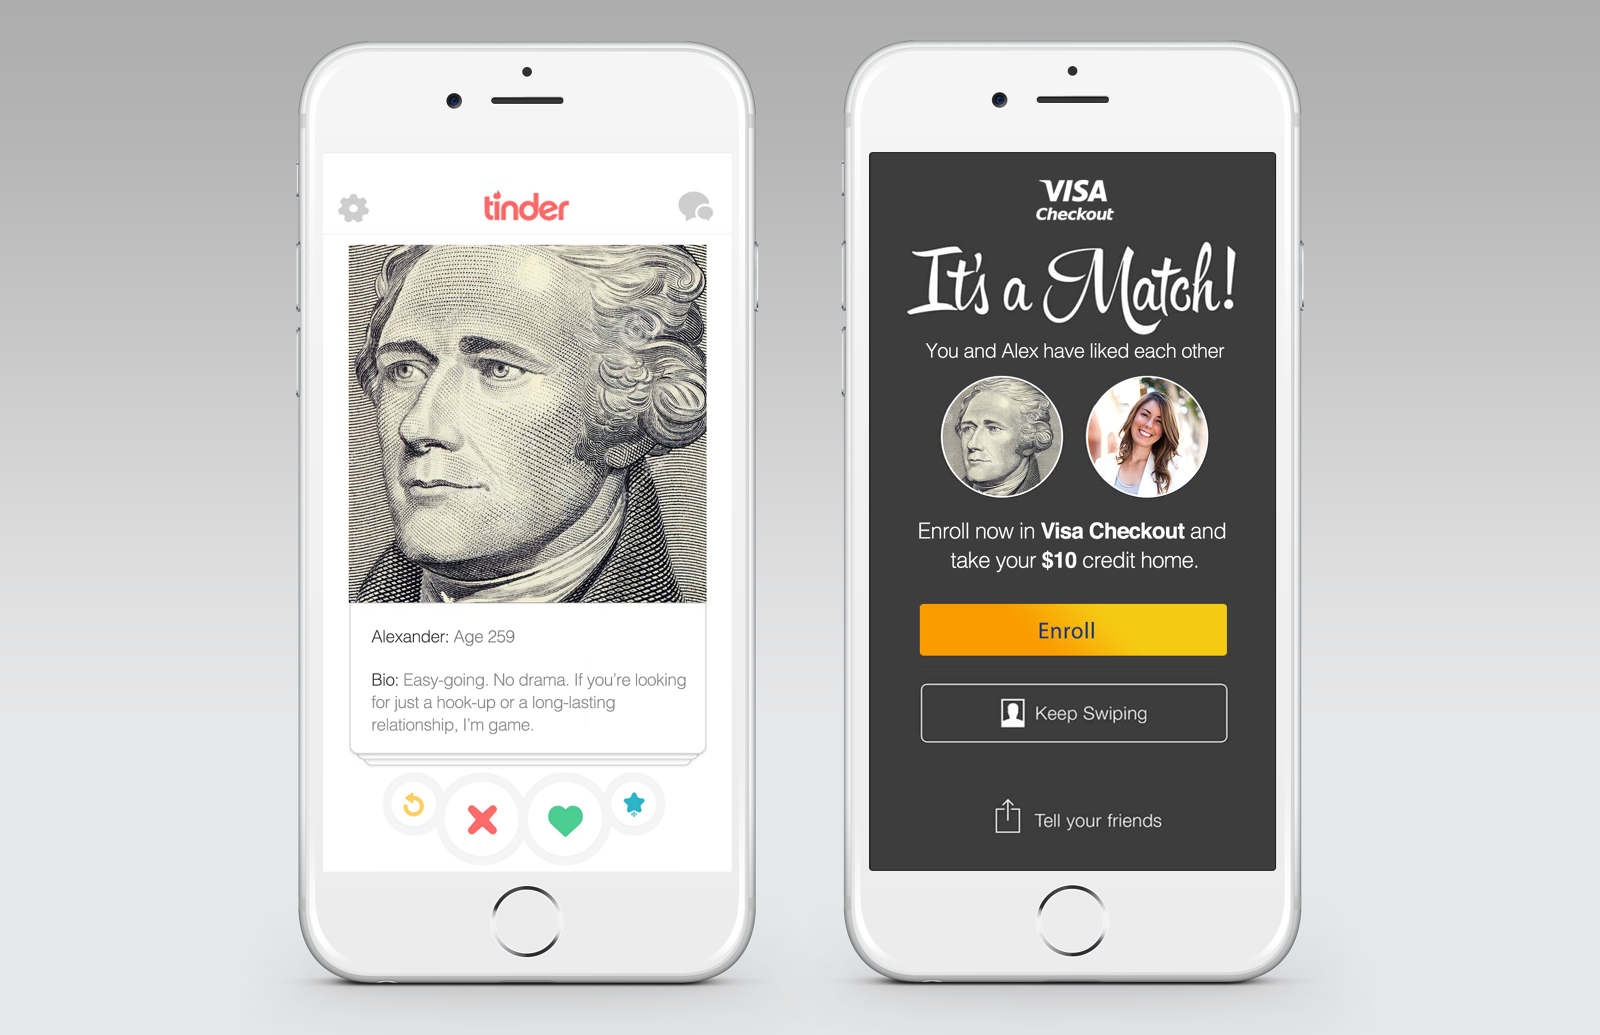 tinder
Alexander: Age 259
Bio: Easy-going. No drama. If you're looking
for just a hook-up or a long-lasting
relationship, I'm game.
VISA
Checkout
It's a Match!
You and Alex have liked each other
Enroll now in Visa Checkout and
take your $10 credit home.
Enroll
Keep Swiping
Tell your friends